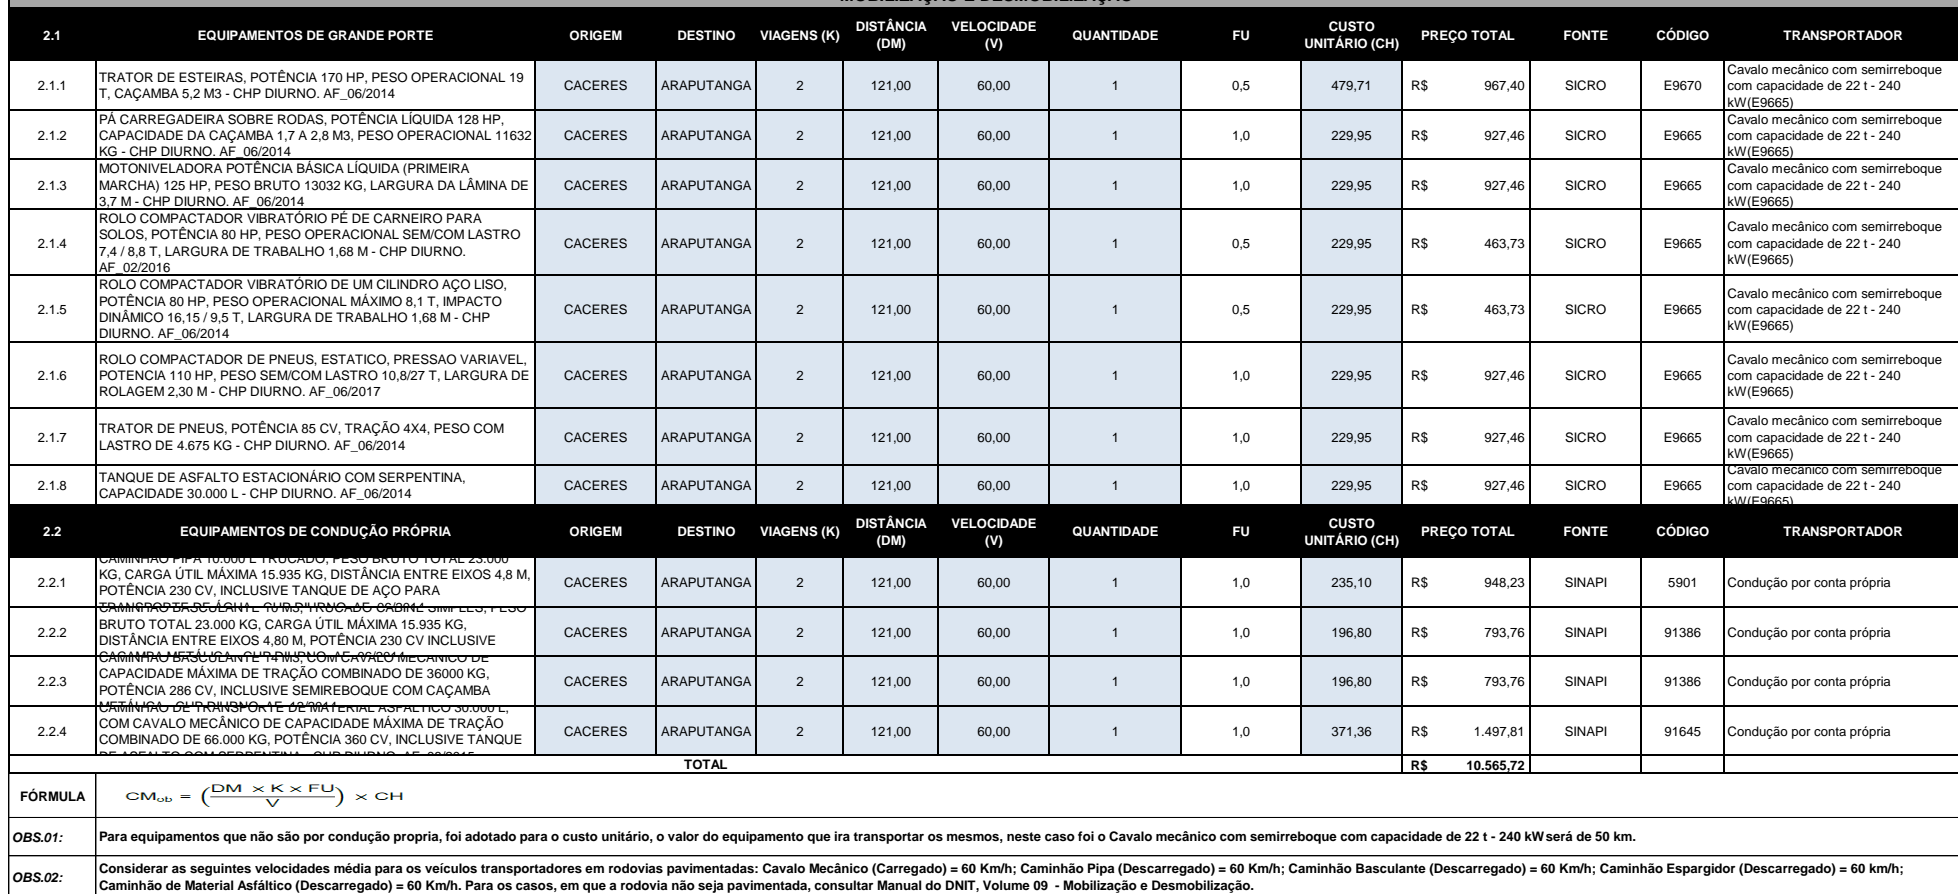 2.1 EQUIPAMENTOS DE GRANDE PORTE ORIGEM DESTINO VIAGENS (K) DISTÂNCIA (DM) VELOCIDADE (V) QUANTIDADE FU CUSTO UNITÁRIO (CH) PREÇO TOTAL FONTE CÓDIGO TRANSPORTADOR
2.1.1 TRATOR DE ESTEIRAS, POTÊNCIA 170 HP, PESO OPERACIONAL 19
T, CAÇAMBA 5,2 M3 - CHP DIURNO. AF_06/2014
CACERES ARAPUTANGA 2 121,00 60,00 1 0,5 479,71 R$ 967,40 SICRO E9670
Cavalo mecânico com semirreboque
com capacidade de 22 t - 240
kW(E9665)
2.1.2 PÁ CARREGADEIRA SOBRE RODAS, POTÊNCIA LÍQUIDA 128 HP,
CAPACIDADE DA CAÇAMBA 1,7 A 2,8 M3, PESO OPERACIONAL 11632
KG - CHP DIURNO. AF_06/2014
CACERES ARAPUTANGA 2 121,00 60,00 1 1,0 229,95 R$ 927,46 SICRO E9665
Cavalo mecânico com semirreboque
com capacidade de 22 t - 240
kW(E9665)
2.1.3 MOTONIVELADORA POTÊNCIA BÁSICA LÍQUIDA (PRIMEIRA
MARCHA) 125 HP, PESO BRUTO 13032 KG, LARGURA DA LÂMINA DE
3,7 M - CHP DIURNO. AF_06/2014
CACERES ARAPUTANGA 2 121,00 60,00 1 1,0 229,95 R$ 927,46 SICRO E9665
Cavalo mecânico com semirreboque
com capacidade de 22 t - 240
kW(E9665)
2.1.4 ROLO COMPACTADOR VIBRATÓRIO PÉ DE CARNEIRO PARA
SOLOS, POTÊNCIA 80 HP, PESO OPERACIONAL SEM/COM LASTRO
7,4 / 8,8 T, LARGURA DE TRABALHO 1,68 M - CHP DIURNO.
AF_02/2016
CACERES ARAPUTANGA 2 121,00 60,00 1 0,5 229,95 R$ 463,73 SICRO E9665
Cavalo mecânico com semirreboque
com capacidade de 22 t - 240
kW(E9665)
2.1.5 ROLO COMPACTADOR VIBRATÓRIO DE UM CILINDRO AÇO LISO,
POTÊNCIA 80 HP, PESO OPERACIONAL MÁXIMO 8,1 T, IMPACTO
DINÂMICO 16,15 / 9,5 T, LARGURA DE TRABALHO 1,68 M - CHP
DIURNO. AF_06/2014
CACERES ARAPUTANGA 2 121,00 60,00 1 0,5 229,95 R$ 463,73 SICRO E9665
Cavalo mecânico com semirreboque
com capacidade de 22 t - 240
kW(E9665)
2.1.6 ROLO COMPACTADOR DE PNEUS, ESTATICO, PRESSAO VARIAVEL,
POTENCIA 110 HP, PESO SEM/COM LASTRO 10,8/27 T, LARGURA DE
ROLAGEM 2,30 M - CHP DIURNO. AF_06/2017
CACERES ARAPUTANGA 2 121,00 60,00 1 1,0 229,95 R$ 927,46 SICRO E9665
Cavalo mecânico com semirreboque
com capacidade de 22 t - 240
kW(E9665)
2.1.7 TRATOR DE PNEUS, POTÊNCIA 85 CV, TRAÇÃO 4X4, PESO COM
LASTRO DE 4.675 KG - CHP DIURNO. AF_06/2014
CACERES ARAPUTANGA 2 121,00 60,00 1 1,0 229,95 R$ 927,46 SICRO E9665
Cavalo mecânico com semirreboque
com capacidade de 22 t - 240
kW(E9665)
2.1.8 TANQUE DE ASFALTO ESTACIONÁRIO COM SERPENTINA,
CAPACIDADE 30.000 L - CHP DIURNO. AF_06/2014
CACERES ARAPUTANGA 2 121,00 60,00 1 1,0 229,95 R$ 927,46 SICRO E9665
Cavalo mecânico com semirreboque
com capacidade de 22 t - 240
kW(E9665)
2.2 EQUIPAMENTOS DE CONDUÇÃO PRÓPRIA ORIGEM DESTINO VIAGENS (K) DISTÂNCIA (DM) VELOCIDADE (V) QUANTIDADE FU CUSTO UNITÁRIO (CH) PREÇO TOTAL FONTE CÓDIGO TRANSPORTADOR
2.2.1 CAMINHÃO PIPA 10.000 L TRUCADO, PESO BRUTO TOTAL 23.000
KG, CARGA ÚTIL MÁXIMA 15.935 KG, DISTÂNCIA ENTRE EIXOS 4,8 M,
POTÊNCIA 230 CV, INCLUSIVE TANQUE DE AÇO PARA
CACERES ARAPUTANGA 2 121,00 60,00 1 1,0 235,10 R$ 948,23 SINAPI 5901 Condução por conta própria
2.2.2 BRUTO TOTAL 23.000 KG, CARGA ÚTIL MÁXIMA 15.935 KG,
DISTÂNCIA ENTRE EIXOS 4,80 M, POTÊNCIA 230 CV INCLUSIVE
CACERES ARAPUTANGA 2 121,00 60,00 1 1,0 196,80 R$ 793,76 SINAPI 91386 Condução por conta própria
2.2.3 CAPACIDADE MÁXIMA DE TRAÇÃO COMBINADO DE 36000 KG,
POTÊNCIA 286 CV, INCLUSIVE SEMIREBOQUE COM CAÇAMBA
CACERES ARAPUTANGA 2 121,00 60,00 1 1,0 196,80 R$ 793,76 SINAPI 91386 Condução por conta própria
2.2.4 COM CAVALO MECÂNICO DE CAPACIDADE MÁXIMA DE TRAÇÃO
COMBINADO DE 66.000 KG, POTÊNCIA 360 CV, INCLUSIVE TANQUE
CACERES ARAPUTANGA 2 121,00 60,00 1 1,0 371,36 R$ 1.497,81 SINAPI 91645 Condução por conta própria
TOTAL R$ 10.565,72
FÓRMULA CMob = (DM × K × FU / V) × CH
OBS.01: Para equipamentos que não são por condução propria, foi adotado para o custo unitário, o valor do equipamento que ira transportar os mesmos, neste caso foi o Cavalo mecânico com semirreboque com capacidade de 22 t - 240 kW será de 50 km.
OBS.02: Considerar as seguintes velocidades média para os veículos transportadores em rodovias pavimentadas: Cavalo Mecânico (Carregado) = 60 Km/h; Caminhão Pipa (Descarregado) = 60 Km/h; Caminhão Basculante (Descarregado) = 60 Km/h; Caminhão Espargidor (Descarregado) = 60 km/h;
Caminhão de Material Asfáltico (Descarregado) = 60 Km/h. Para os casos, em que a rodovia não seja pavimentada, consultar Manual do DNIT, Volume 09 - Mobilização e Desmobilização.